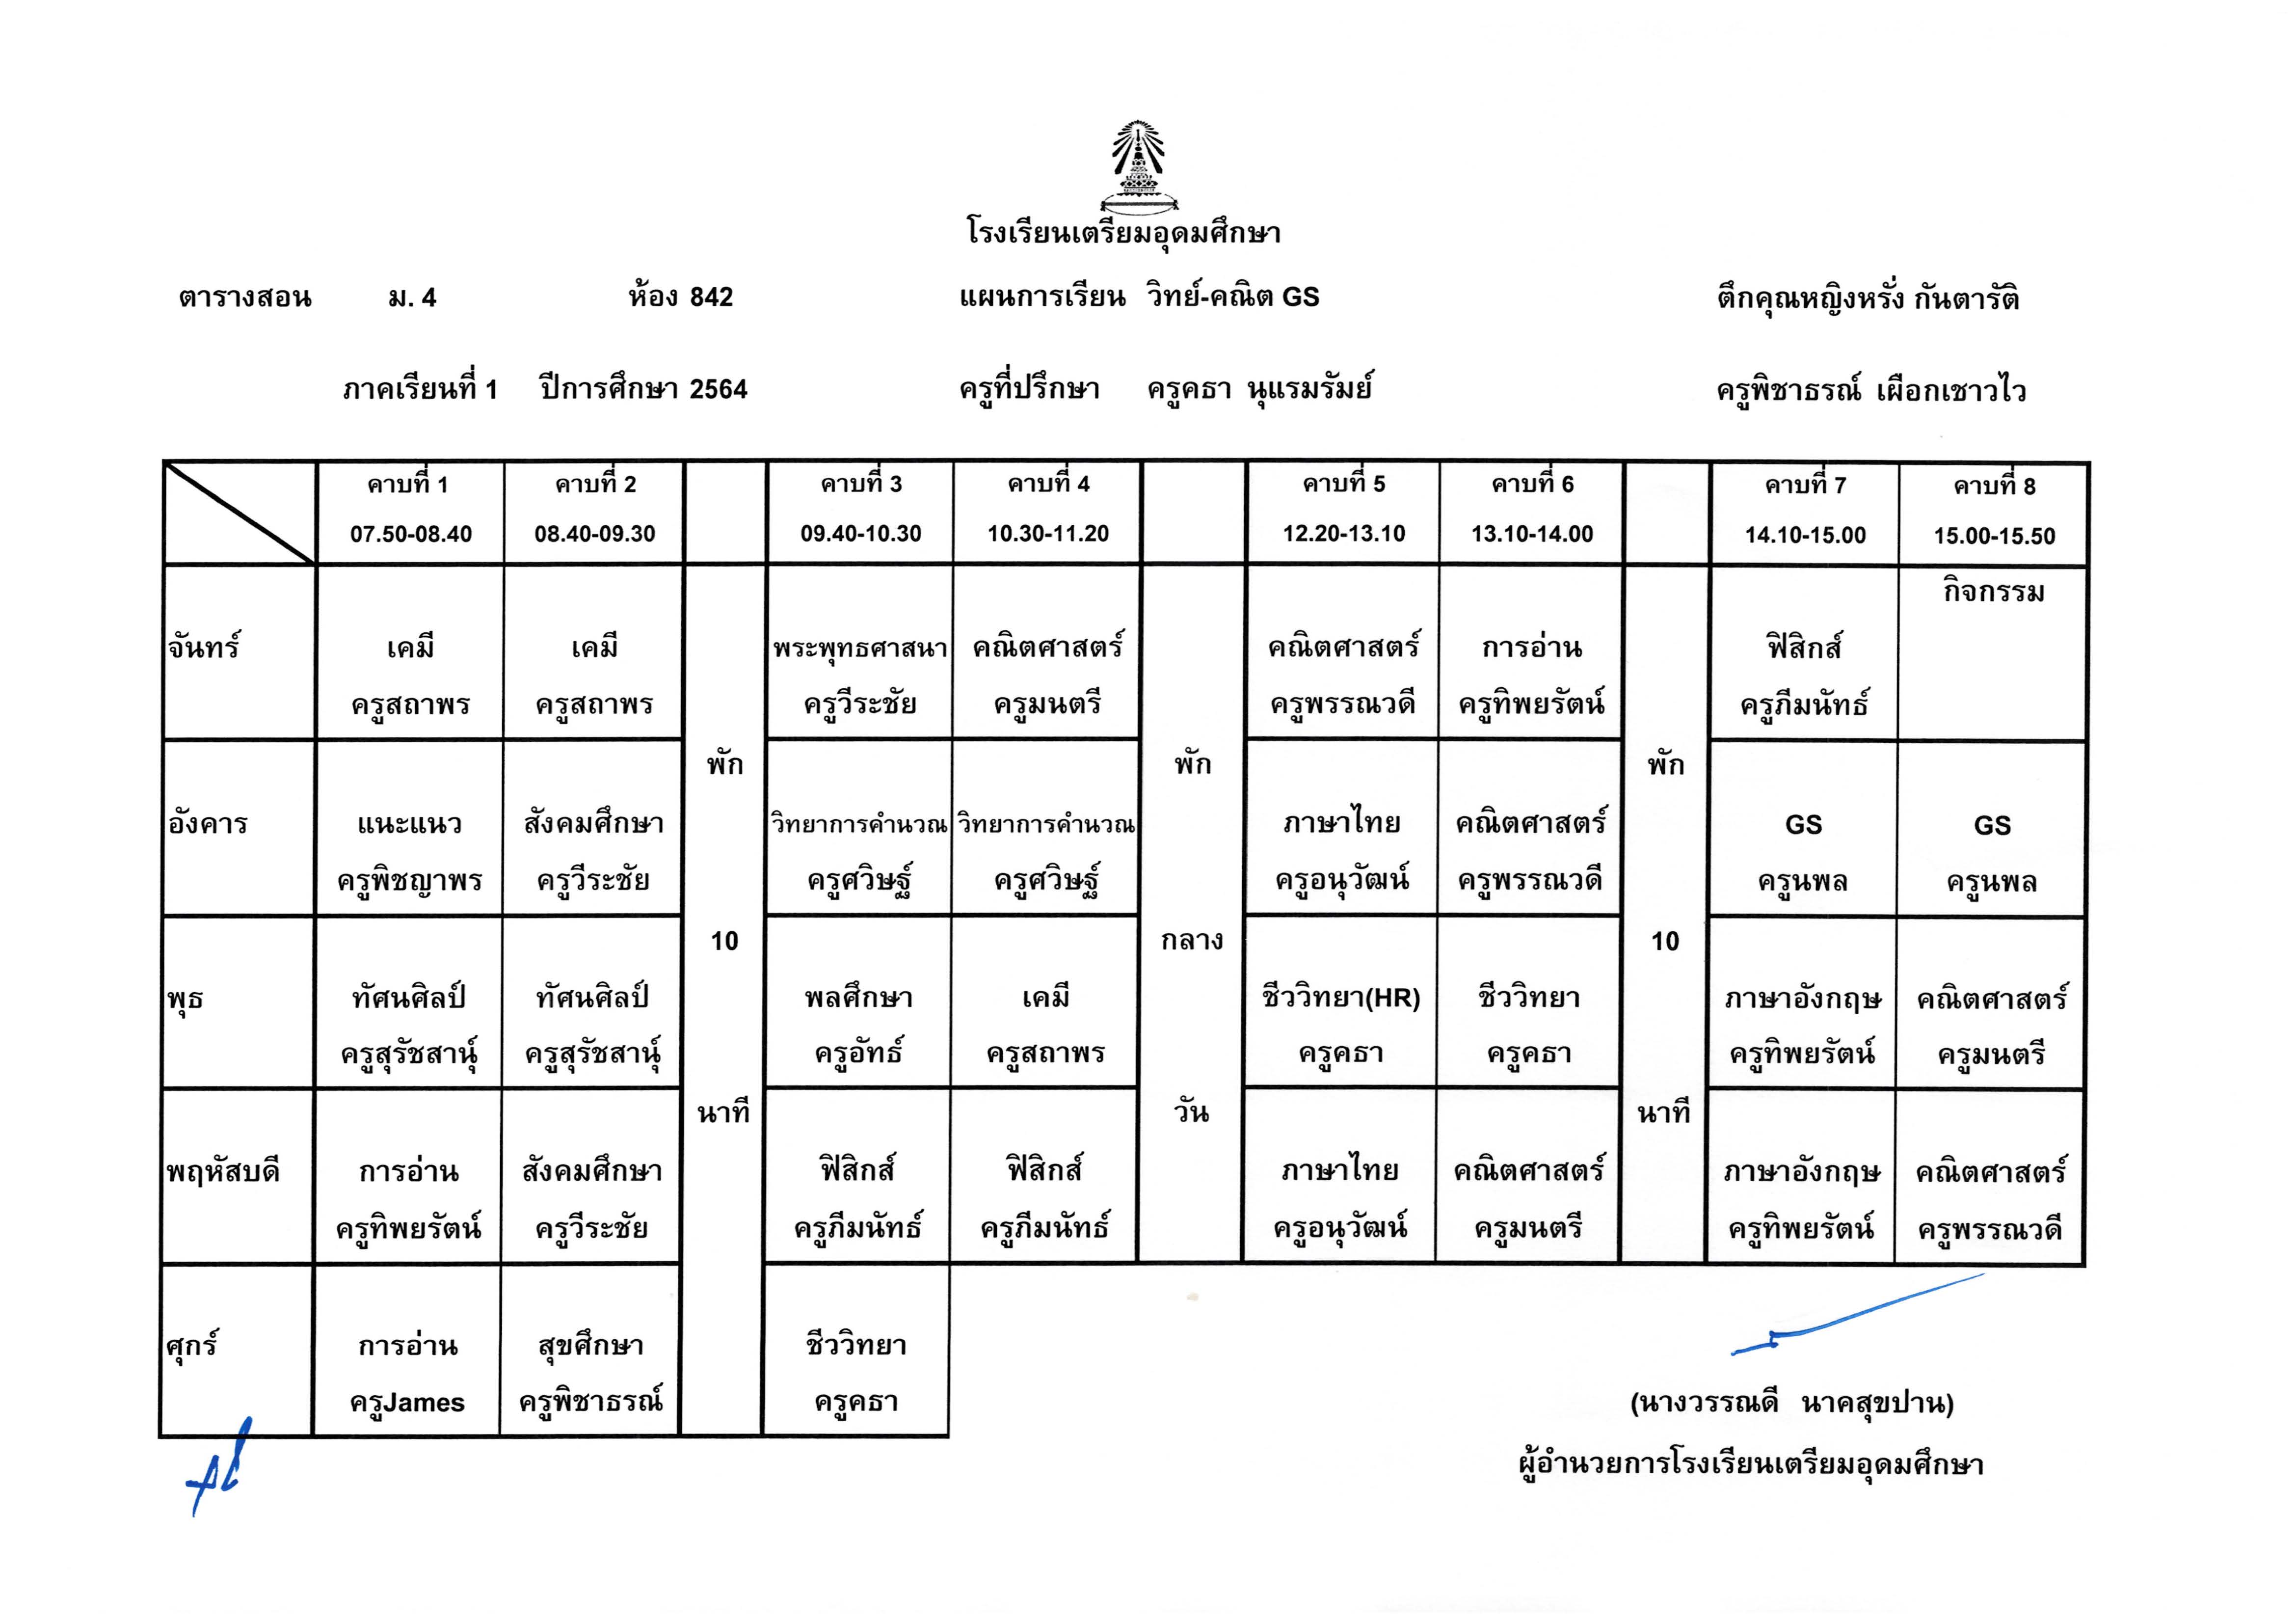 โรงเรียนเตรียมอุดมศึกษา
ตารางสอน ม. 4 ห้อง 842 แผนการเรียน วิทย์-คณิต GS ตึกคุณหญิงหรั่ง กันตารัติ
ภาคเรียนที่ 1 ปีการศึกษา 2564 ครูที่ปรึกษา ครูคธา นุแรมรัมย์ ครูพิชาธรณ์ เผือกเชาวไว
คาบที่ 1 คาบที่ 2 คาบที่ 3 คาบที่ 4 คาบที่ 5 คาบที่ 6 คาบที่ 7 คาบที่ 8
07.50-08.40 08.40-09.30 09.40-10.30 10.30-11.20 12.20-13.10 13.10-14.00 14.10-15.00 15.00-15.50
กิจกรรม
จันทร์ เคมี เคมี พระพุทธศาสนา คณิตศาสตร์ คณิตศาสตร์ การอ่าน ฟิสิกส์
ครูสถาพร ครูสถาพร ครูวีระชัย ครูมนตรี ครูพรรณวดี ครูทิพยรัตน์ ครูภีมนัทธ์
พัก พัก พัก
อังคาร แนะแนว สังคมศึกษา วิทยาการคำนวณ วิทยาการคำนวณ ภาษาไทย คณิตศาสตร์ GS GS
ครูพิชญาพร ครูวีระชัย ครูศวิษฐ์ ครูศวิษฐ์ ครูอนุวัฒน์ ครูพรรณวดี ครูนพล ครูนพล
10 กลาง 10
พุธ ทัศนศิลป์ ทัศนศิลป์ พลศึกษา เคมี ชีววิทยา(HR) ชีววิทยา ภาษาอังกฤษ คณิตศาสตร์
ครูสุรัชสานุ์ ครูสุรัชสานุ์ ครูอัทธ์ ครูสถาพร ครูคธา ครูคธา ครูทิพยรัตน์ ครูมนตรี
นาที วัน นาที
พฤหัสบดี การอ่าน สังคมศึกษา ฟิสิกส์ ฟิสิกส์ ภาษาไทย คณิตศาสตร์ ภาษาอังกฤษ คณิตศาสตร์
ครูทิพยรัตน์ ครูวีระชัย ครูภีมนัทธ์ ครูภีมนัทธ์ ครูอนุวัฒน์ ครูมนตรี ครูทิพยรัตน์ ครูพรรณวดี
ศุกร์ การอ่าน สุขศึกษา ชีววิทยา
ครูJames ครูพิชาธรณ์ ครูคธา
(นางวรรณดี นาคสุขปาน)
ผู้อำนวยการโรงเรียนเตรียมอุดมศึกษา